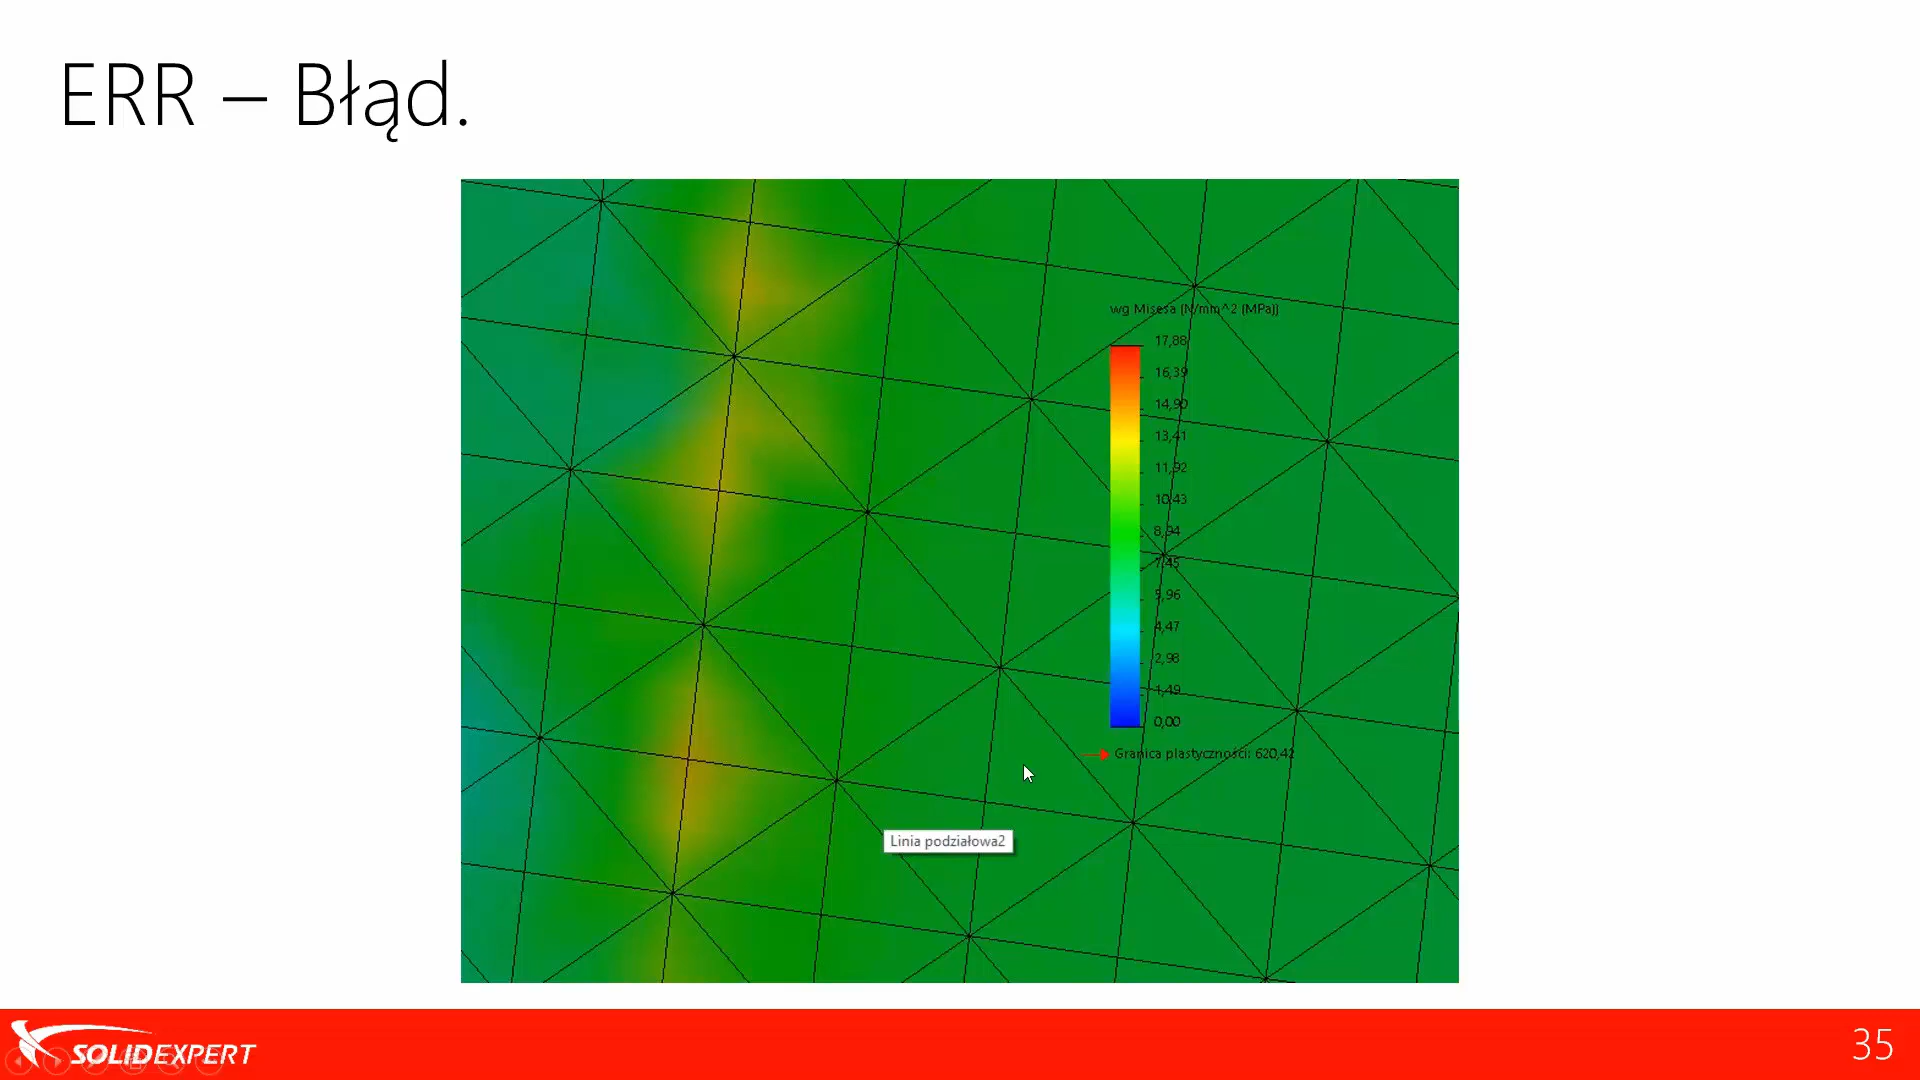 ERR – Błąd.
wg Misesa (N/mm^2 (MPa))
17,88
16,39
14,90
13,41
11,92
10,43
8,94
7,45
5,96
4,47
2,98
1,49
0,00
Granica plastyczności: 620,42
Linia podziałowa2
SOLIDEXPERT
35